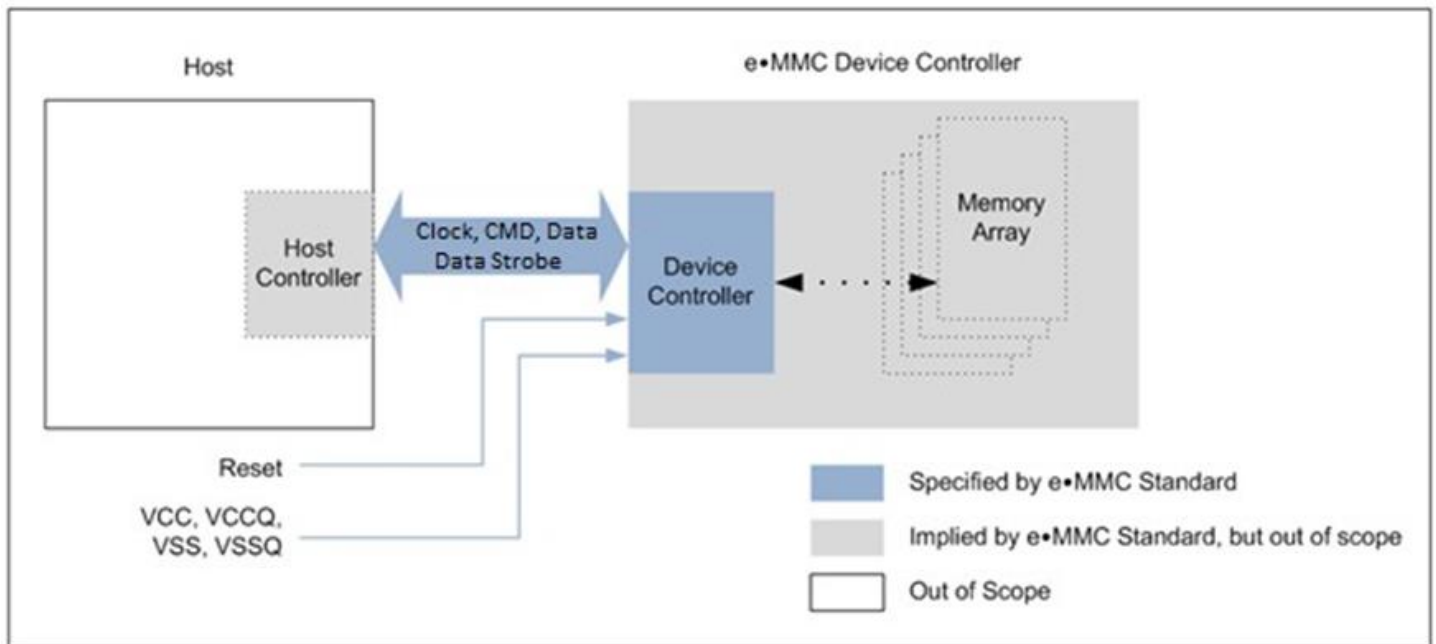 Host
e•MMC Device Controller
Host
Controller
Clock, CMD, Data
Data Strobe
Device
Controller
Memory
Array
Reset
VCC, VCCQ,
VSS, VSSQ
Specified by e•MMC Standard
Implied by e•MMC Standard, but out of scope
Out of Scope